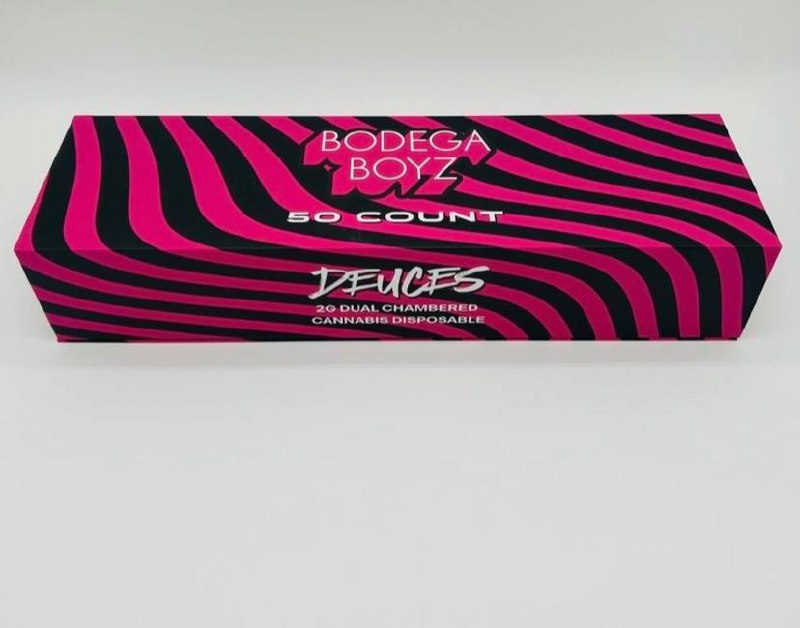 BODEGA
BOYZ
50 COUNT
DEUCES
2G DUAL CHAMBERED
CANNABIS DISPOSABLE